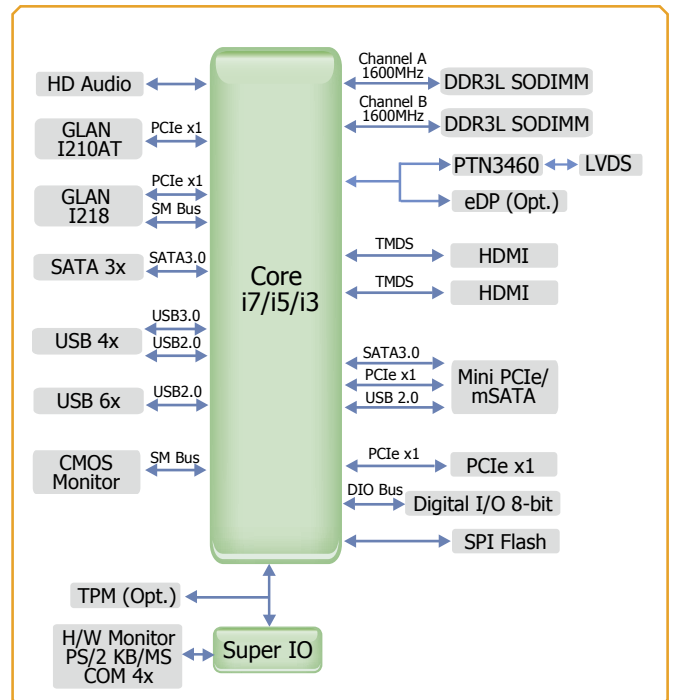 HD Audio
GLAN
I210AT
PCIe x1
GLAN
I218
PCIe x1
SM Bus
SATA 3x
SATA3.0
USB 4x
USB3.0
USB2.0
USB 6x
USB2.0
CMOS
Monitor
SM Bus
Core
i7/i5/i3
Channel A
1600MHz
DDR3L SODIMM
Channel B
1600MHz
DDR3L SODIMM
PTN3460
LVDS
eDP (Opt.)
TMDS
HDMI
TMDS
HDMI
SATA3.0
PCIe x1
USB 2.0
Mini PCIe/
mSATA
PCIe x1
PCIe x1
DIO Bus
Digital I/O 8-bit
SPI Flash
TPM (Opt.)
H/W Monitor
PS/2 KB/MS
COM 4x
Super IO